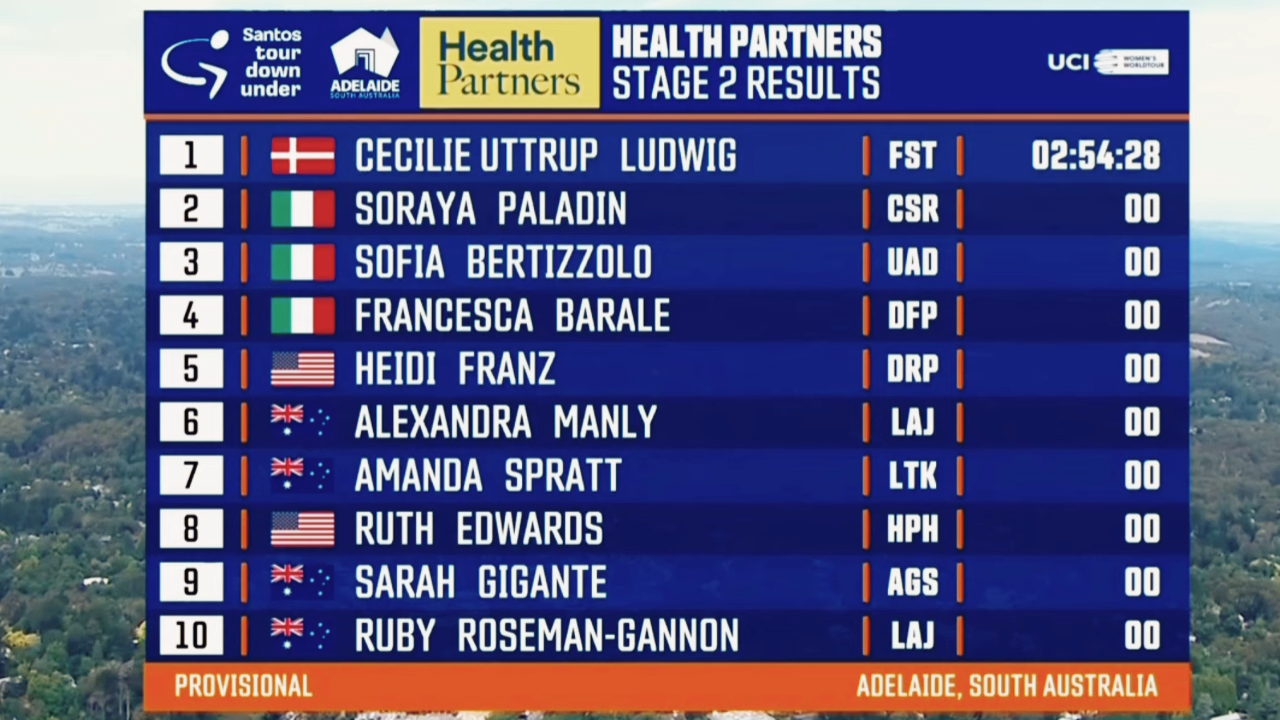 Santos
tour
down
under
ADELAIDE
SOUTH AUSTRALIA
Health
Partners
HEALTH PARTNERS
STAGE 2 RESULTS
UCI WOMEN'S
WORLDTOUR
1 CECILIE UTTRUP LUDWIG FST 02:54:28
2 SORAYA PALADIN CSR 00
3 SOFIA BERTIZZOLO UAD 00
4 FRANCESCA BARALE DFP 00
5 HEIDI FRANZ DRP 00
6 ALEXANDRA MANLY LAJ 00
7 AMANDA SPRATT LTK 00
8 RUTH EDWARDS HPH 00
9 SARAH GIGANTE AGS 00
10 RUBY ROSEMAN-GANNON LAJ 00
PROVISIONAL ADELAIDE, SOUTH AUSTRALIA